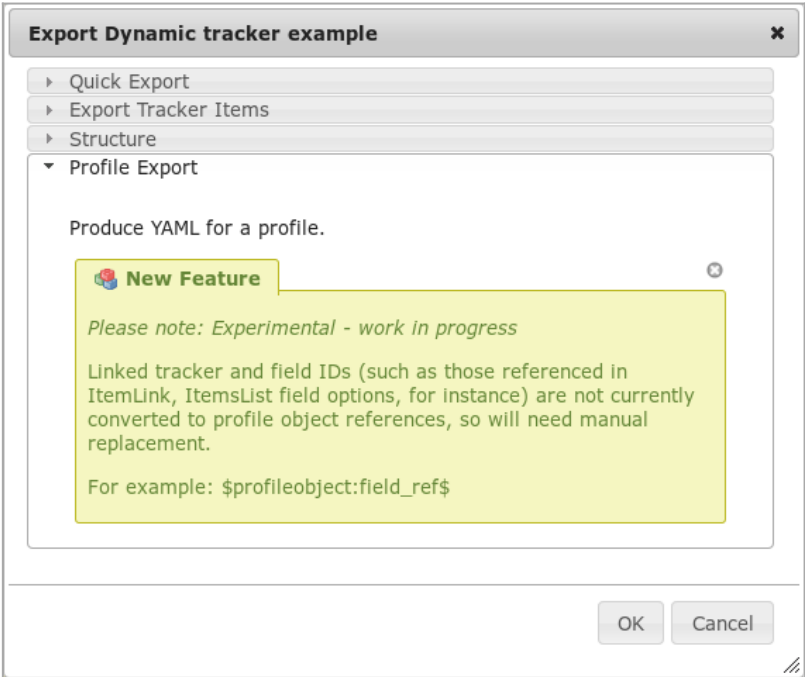 Export Dynamic tracker example
Quick Export
Export Tracker Items
Structure
Profile Export
Produce YAML for a profile.
New Feature
Please note: Experimental - work in progress
Linked tracker and field IDs (such as those referenced in
ItemLink, ItemsList field options, for instance) are not currently
converted to profile object references, so will need manual
replacement.
For example: $profileobject:field_ref$
OK
Cancel